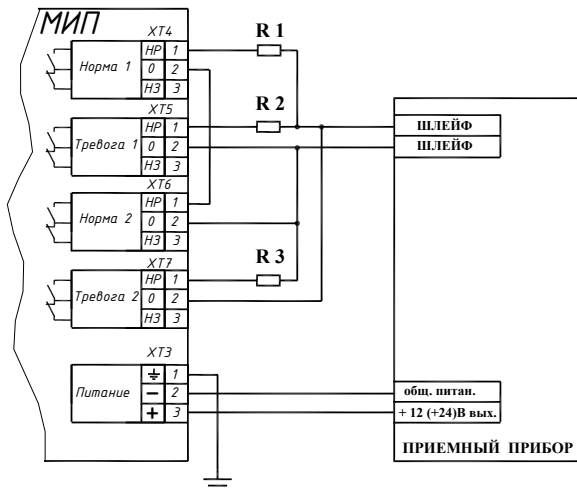 МИП
XT4
Норма 1
НР 1
0 2
НЗ 3
R 1
XT5
Тревога 1
НР 1
0 2
НЗ 3
R 2
ШЛЕЙФ
ШЛЕЙФ
XT6
Норма 2
НР 1
0 2
НЗ 3
XT7
Тревога 2
НР 1
0 2
НЗ 3
R 3
XT3
Питание
1
− 2
+ 3
общ. питан.
+ 12 (+24)В вых.
ПРИЕМНЫЙ ПРИБОР